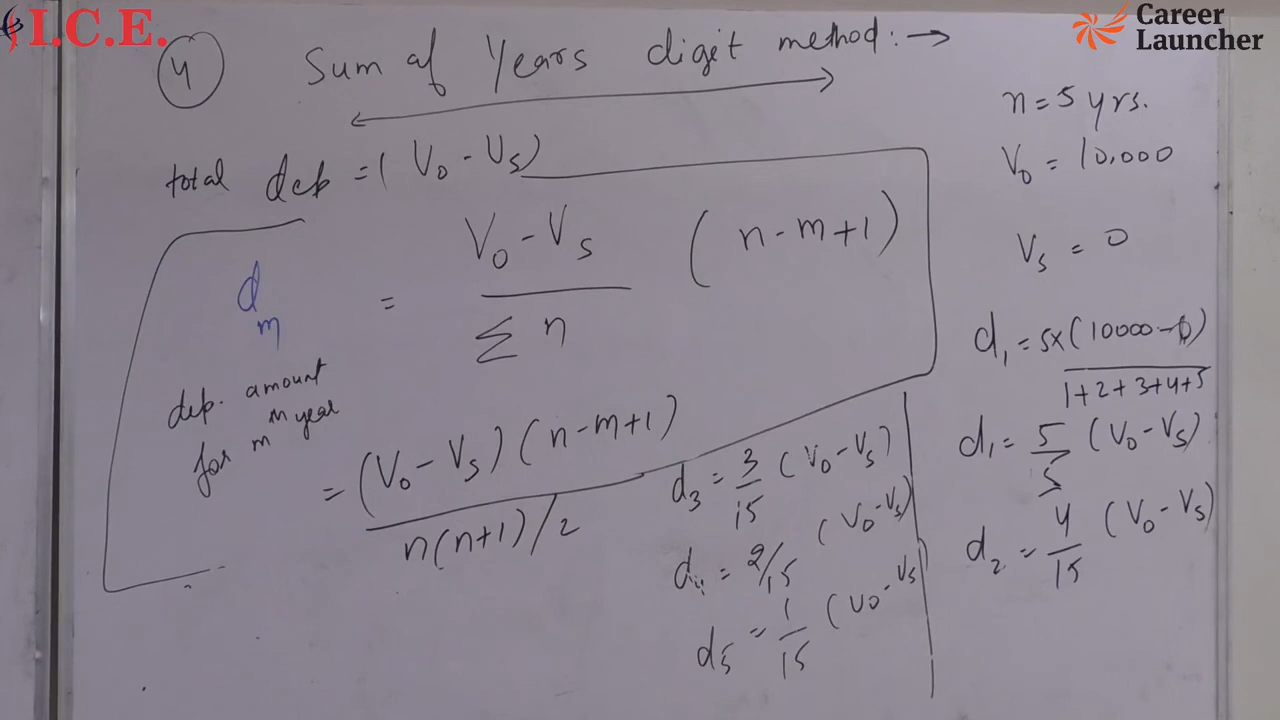 I.C.E.
Career
Launcher
4 Sum of Years digit method:→
total dep = (V₀ - Vₛ)
dₘ = V₀ - Vₛ / Σ n ( n - m + 1 )
dep. amount
for m year
= (V₀ - Vₛ) ( n - m + 1 ) / n(n+1)/2
n = 5 yrs.
V₀ = 10,000
Vₛ = 0
d₁ = 5x (10000 - 0) / 1+2+3+4+5
d₁ = 5/5 (V₀ - Vₛ)
d₂ = 4/15 (V₀ - Vₛ)
d₃ = 3/15 (V₀ - Vₛ)
d₄ = 2/15 (V₀ - Vₛ)
d₅ = 1/15 (V₀ - Vₛ)